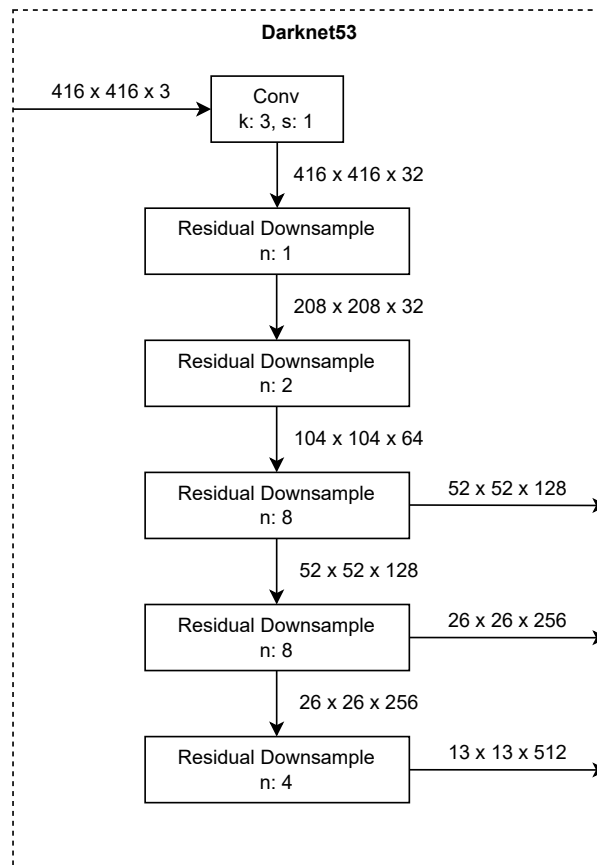 Darknet53
416 x 416 x 3
Conv
k: 3, s: 1
416 x 416 x 32
Residual Downsample
n: 1
208 x 208 x 32
Residual Downsample
n: 2
104 x 104 x 64
Residual Downsample
n: 8
52 x 52 x 128
52 x 52 x 128
Residual Downsample
n: 8
26 x 26 x 256
26 x 26 x 256
Residual Downsample
n: 4
13 x 13 x 512